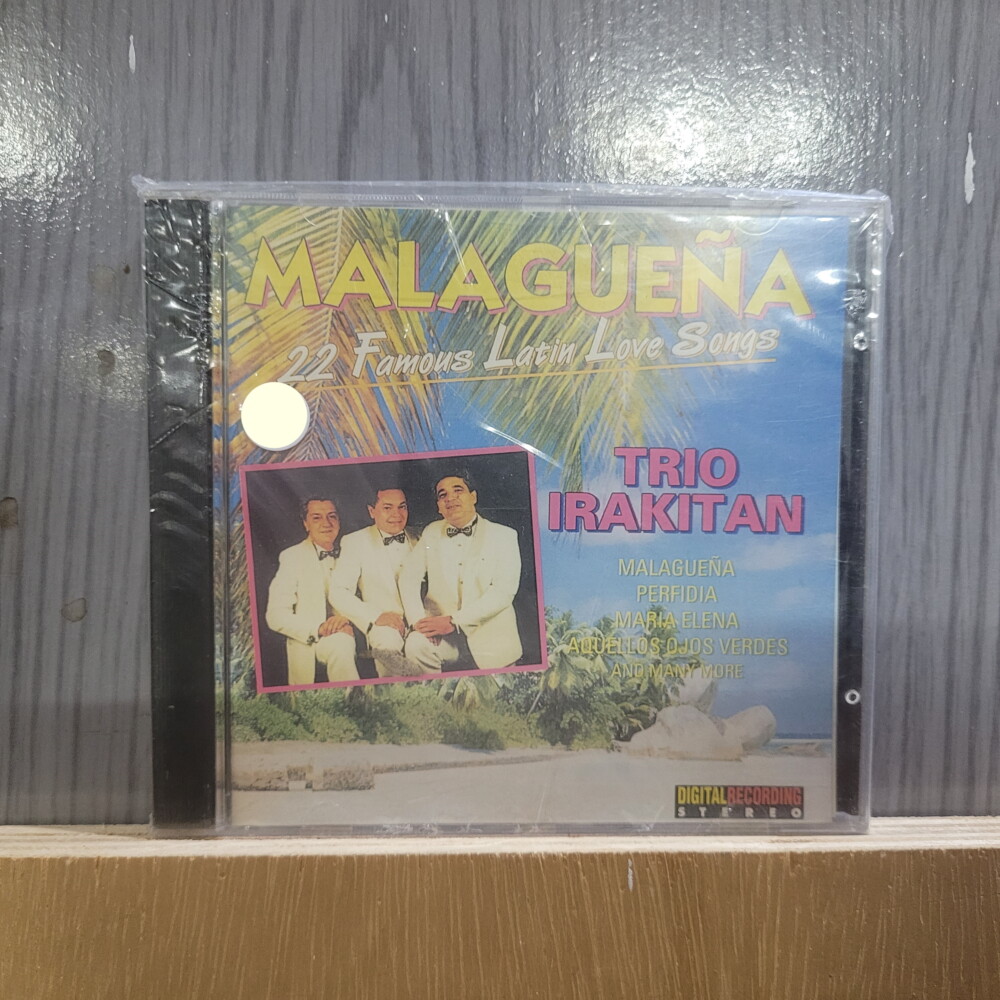 MALAGUEÑA
22 Famous Latin Love Songs
TRIO
IRAKITAN
MALAGUEÑA
PERFIDIA
MARIA ELENA
AQUELLOS OJOS VERDES
AND MANY MORE
DIGITAL RECORDING
STEREO